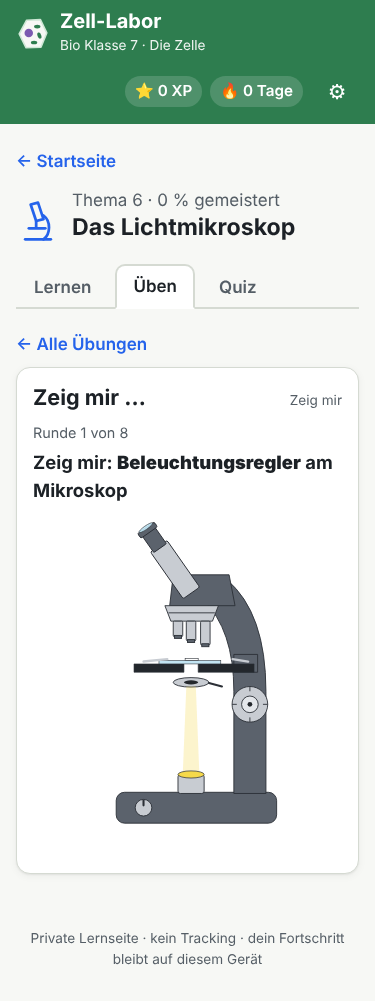 Zell-Labor
Bio Klasse 7 · Die Zelle
⭐ 0 XP
🔥 0 Tage
← Startseite
Thema 6 · 0 % gemeistert
Das Lichtmikroskop
Lernen
Üben
Quiz
← Alle Übungen
Zeig mir …
Zeig mir
Runde 1 von 8
Zeig mir: Beleuchtungsregler am
Mikroskop
Private Lernseite · kein Tracking · dein Fortschritt
bleibt auf diesem Gerät